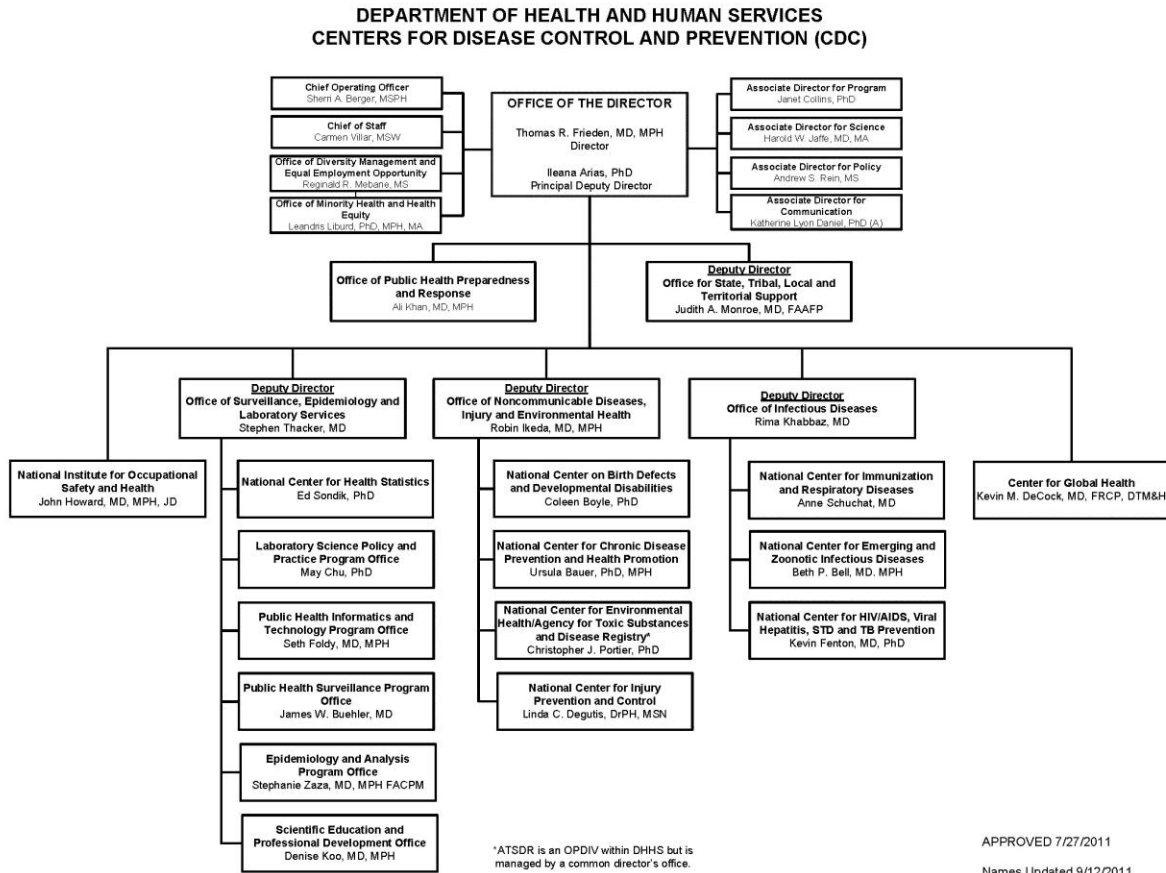 DEPARTMENT OF HEALTH AND HUMAN SERVICES
CENTERS FOR DISEASE CONTROL AND PREVENTION (CDC)
Chief Operating Officer
Sherri A. Berger, MSPH
Chief of Staff
Carmen Villar, MSW
Office of Diversity Management and
Equal Employment Opportunity
Reginald R. Mebane, MS
Office of Minority Health and Health
Equity
Leandris Liburd, PhD, MPH, MA
OFFICE OF THE DIRECTOR
Thomas R. Frieden, MD, MPH
Director
Ileana Arias, PhD
Principal Deputy Director
Associate Director for Program
Janet Collins, PhD
Associate Director for Science
Harold W. Jaffe, MD, MA
Associate Director for Policy
Andrew S. Rein, MS
Associate Director for
Communication
Katherine Lyon Daniel, PhD (A)
Office of Public Health Preparedness
and Response
Ali Khan, MD, MPH
Deputy Director
Office for State, Tribal, Local and
Territorial Support
Judith A. Monroe, MD, FAAFP
Deputy Director
Office of Surveillance, Epidemiology and
Laboratory Services
Stephen Thacker, MD
Deputy Director
Office of Noncommunicable Diseases,
Injury and Environmental Health
Robin Ikeda, MD, MPH
Deputy Director
Office of Infectious Diseases
Rima Khabbaz, MD
National Institute for Occupational
Safety and Health
John Howard, MD, MPH, JD
National Center for Health Statistics
Ed Sondik, PhD
Laboratory Science Policy and
Practice Program Office
May Chu, PhD
Public Health Informatics and
Technology Program Office
Seth Foldy, MD, MPH
Public Health Surveillance Program
Office
James W. Buehler, MD
Epidemiology and Analysis
Program Office
Stephanie Zaza, MD, MPH FACPM
Scientific Education and
Professional Development Office
Denise Koo, MD, MPH
National Center on Birth Defects
and Developmental Disabilities
Coleen Boyle, PhD
National Center for Chronic Disease
Prevention and Health Promotion
Ursula Bauer, PhD, MPH
National Center for Environmental
Health/Agency for Toxic Substances
and Disease Registry*
Christopher J. Portier, PhD
National Center for Injury
Prevention and Control
Linda C. Degutis, DrPH, MSN
National Center for Immunization
and Respiratory Diseases
Anne Schuchat, MD
National Center for Emerging and
Zoonotic Infectious Diseases
Beth P. Bell, MD. MPH
National Center for HIV/AIDS, Viral
Hepatitis, STD and TB Prevention
Kevin Fenton, MD, PhD
Center for Global Health
Kevin M. DeCock, MD, FRCP, DTM&H
*ATSDR is an OPDIV within DHHS but is
managed by a common director's office.
APPROVED 7/27/2011
Names Updated 9/12/2011